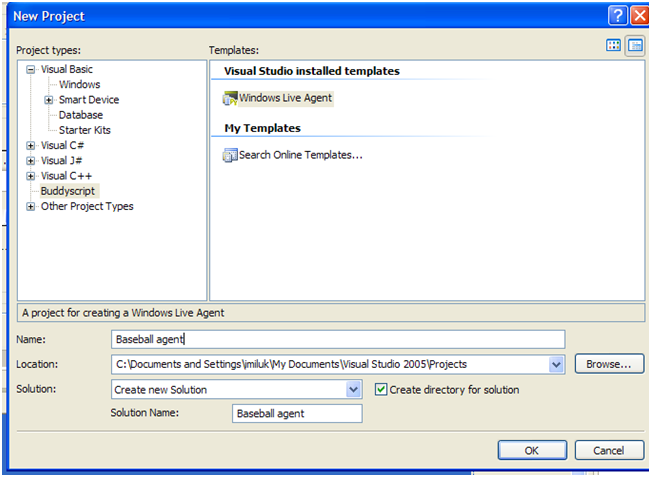 New Project
Project types:
Templates:
Visual Basic
Windows
Smart Device
Database
Starter Kits
Visual C#
Visual J#
Visual C++
Buddyscript
Other Project Types
Visual Studio installed templates
Windows Live Agent
My Templates
Search Online Templates...
A project for creating a Windows Live Agent
Name:
Baseball agent
Location:
C:\Documents and Settings\jmiluk\My Documents\Visual Studio 2005\Projects
Browse...
Solution:
Create new Solution
Create directory for solution
Solution Name:
Baseball agent
OK
Cancel